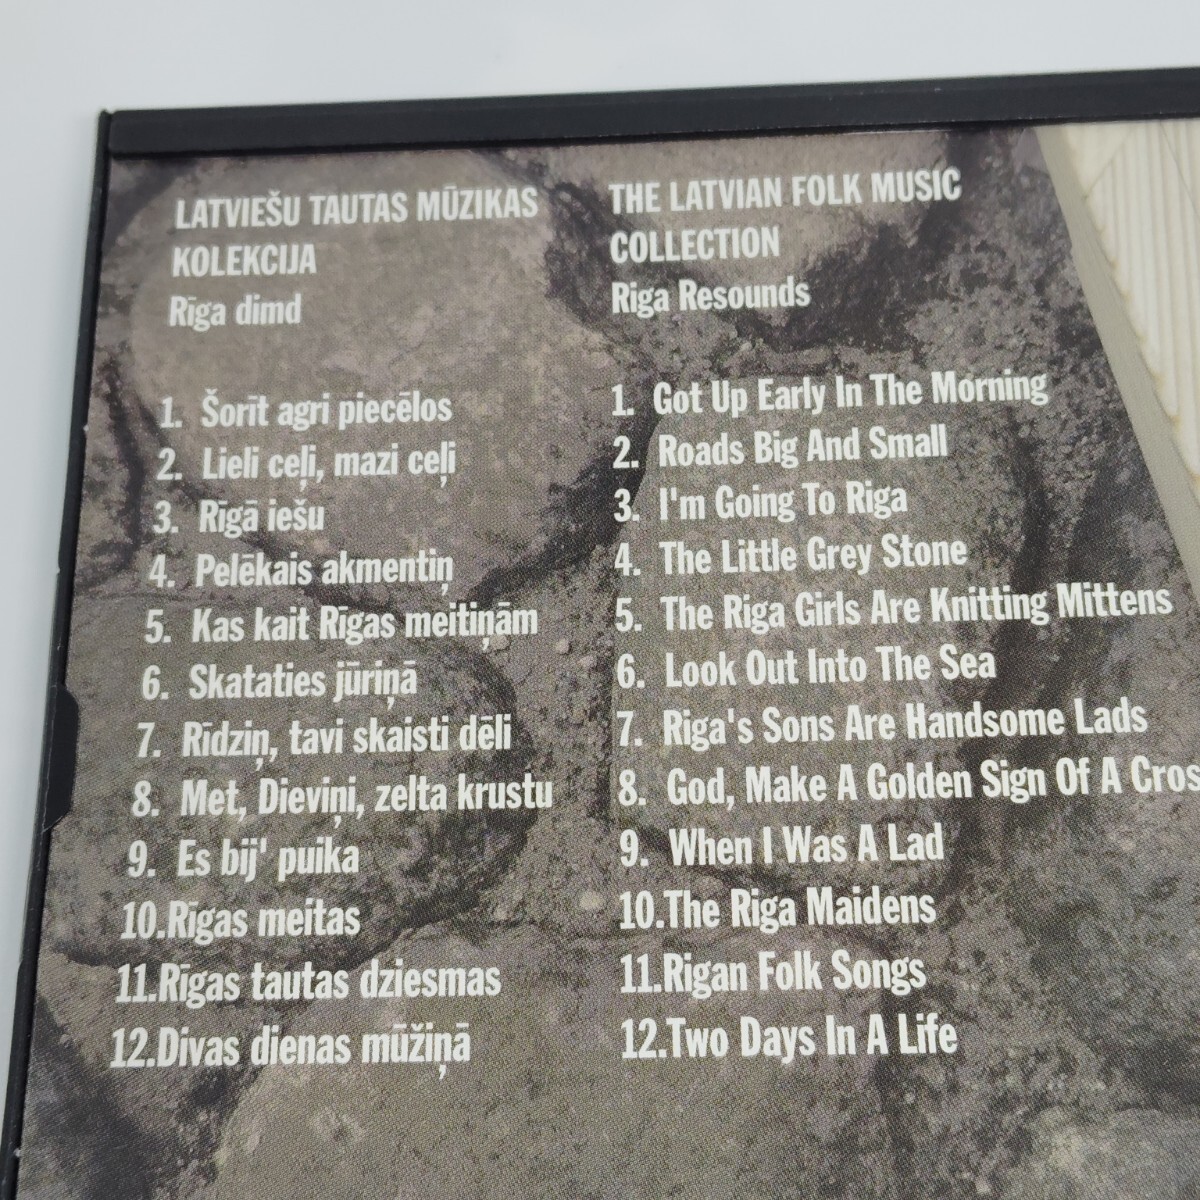 LATVIEŠU TAUTAS MŪZIKAS
KOLEKCIJA
Rīga dimd
1. Šorīt agri piecēlos
2. Lieli ceļi, mazi ceļi
3. Rīgā iešu
4. Pelēkais akmentiņ
5. Kas kait Rīgas meitiņām
6. Skataties jūriņā
7. Rīdziņ, tavi skaisti dēli
8. Met, Dieviņi, zelta krustu
9. Es bij' puika
10.Rīgas meitas
11.Rīgas tautas dziesmas
12.Divas dienas mūžiņā
THE LATVIAN FOLK MUSIC
COLLECTION
Riga Resounds
1. Got Up Early In The Morning
2. Roads Big And Small
3. I'm Going To Riga
4. The Little Grey Stone
5. The Riga Girls Are Knitting Mittens
6. Look Out Into The Sea
7. Riga's Sons Are Handsome Lads
8. God, Make A Golden Sign Of A Cros
9. When I Was A Lad
10.The Riga Maidens
11.Rigan Folk Songs
12.Two Days In A Life